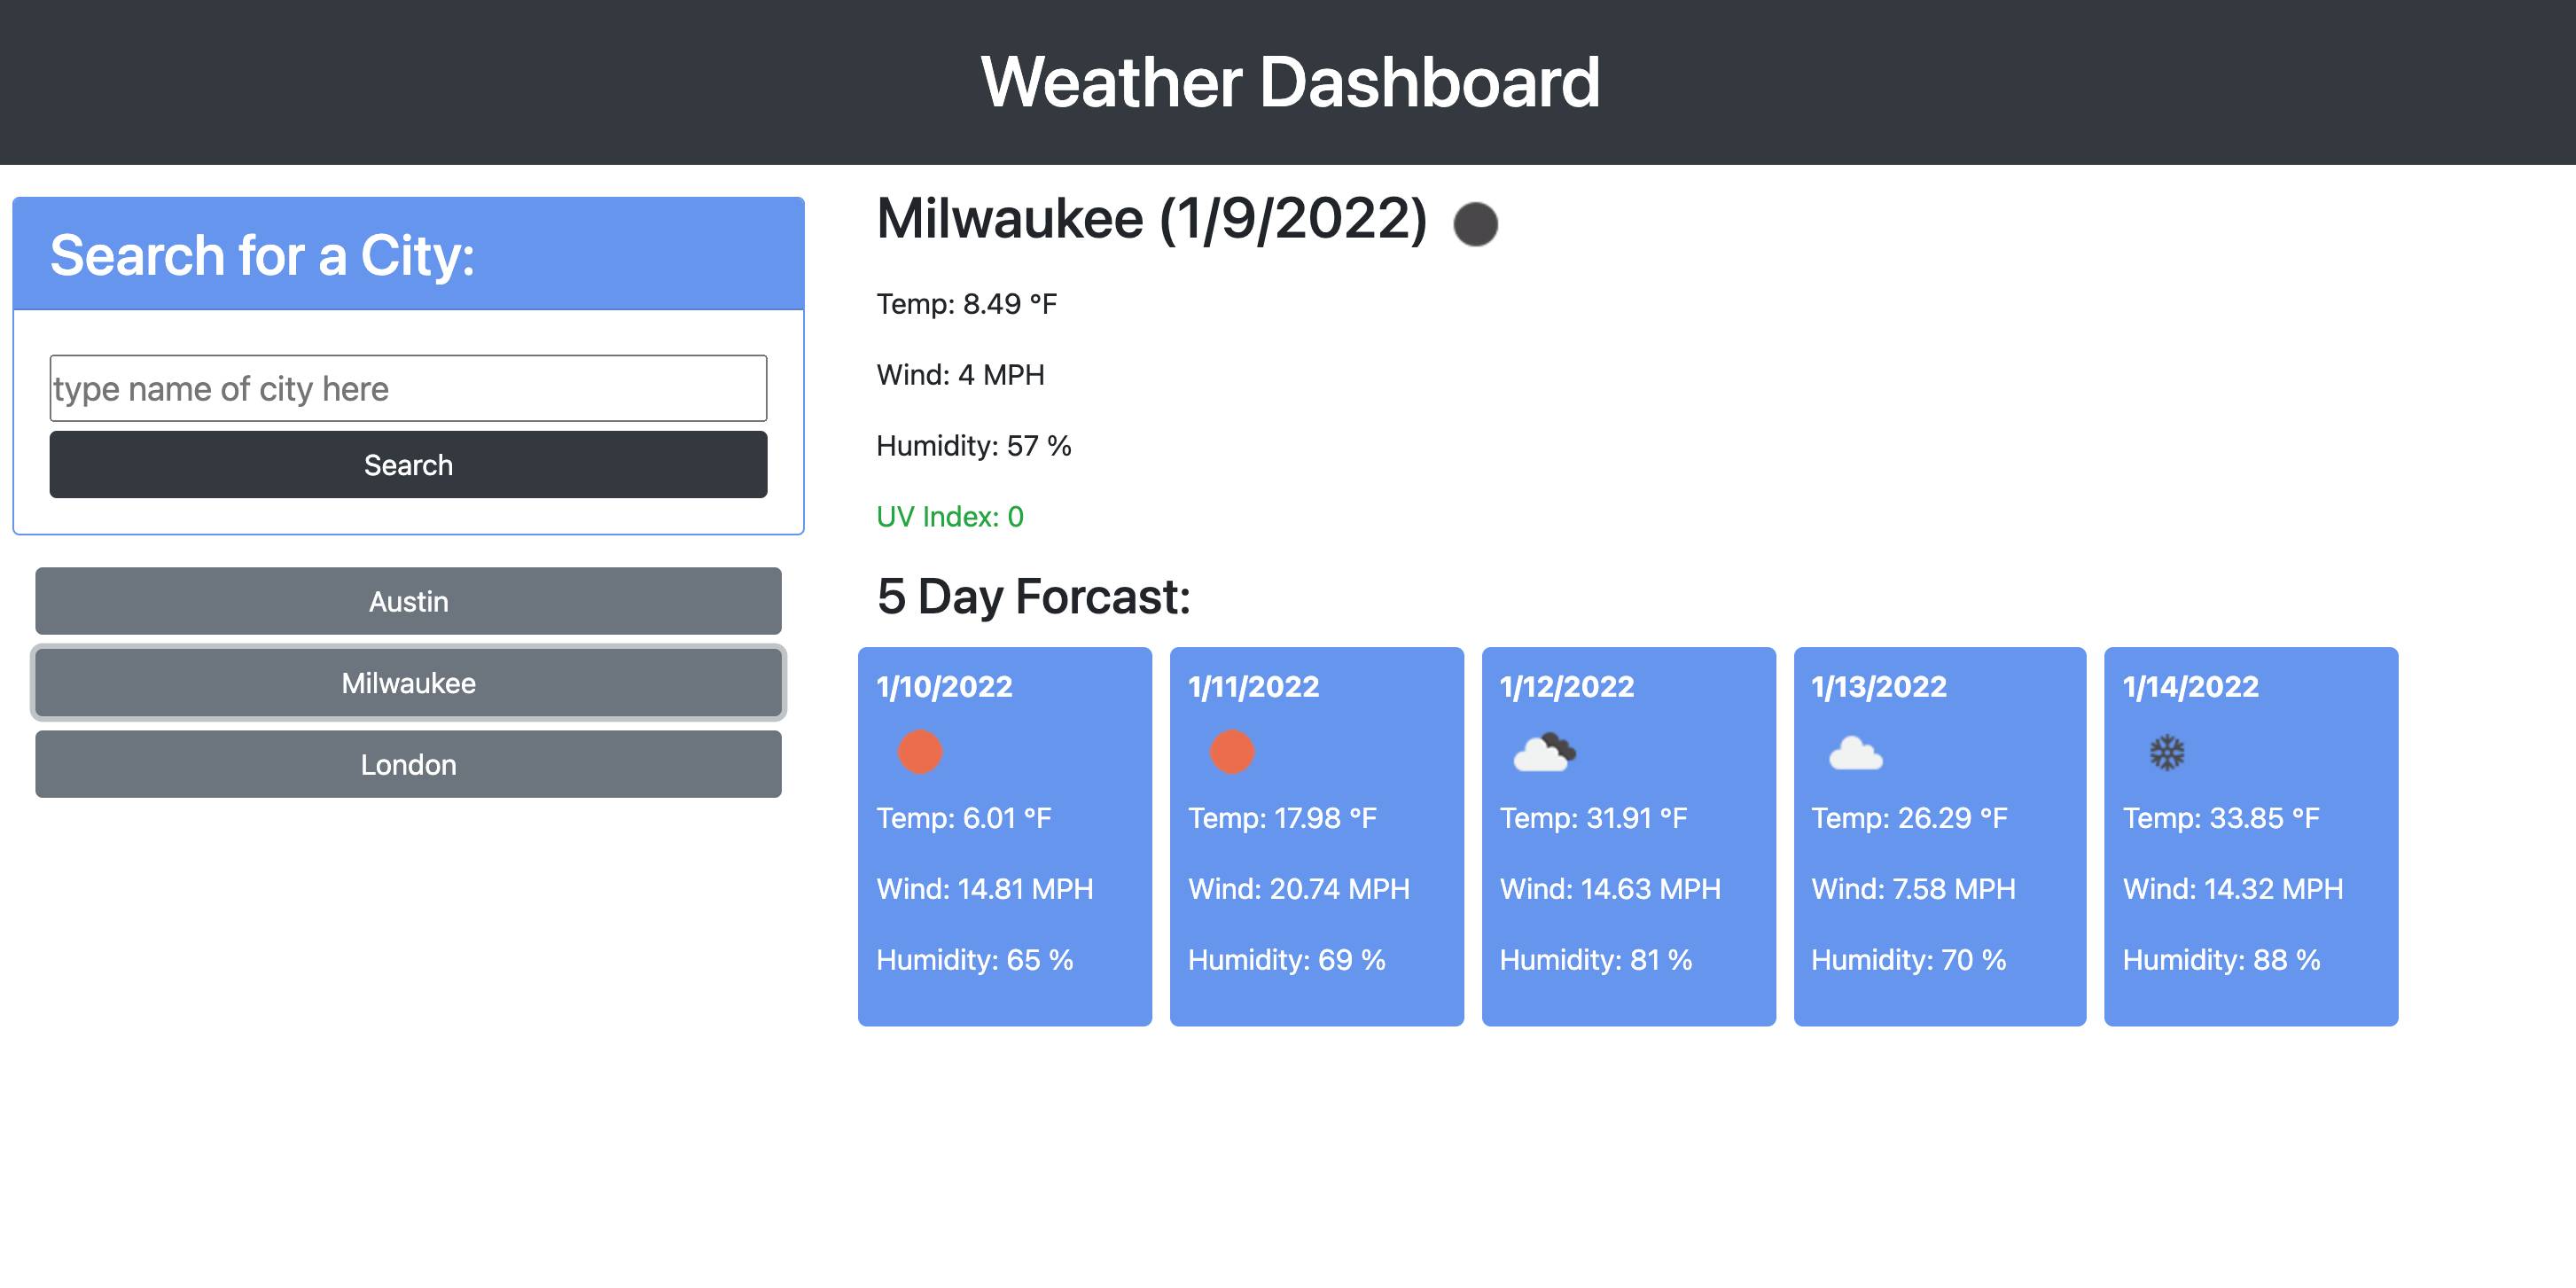 Weather Dashboard
Search for a City:
type name of city here
Search
Austin
Milwaukee
London
Milwaukee (1/9/2022)
Temp: 8.49 °F
Wind: 4 MPH
Humidity: 57 %
UV Index: 0
5 Day Forcast:
1/10/2022
Temp: 6.01 °F
Wind: 14.81 MPH
Humidity: 65 %
1/11/2022
Temp: 17.98 °F
Wind: 20.74 MPH
Humidity: 69 %
1/12/2022
Temp: 31.91 °F
Wind: 14.63 MPH
Humidity: 81 %
1/13/2022
Temp: 26.29 °F
Wind: 7.58 MPH
Humidity: 70 %
1/14/2022
Temp: 33.85 °F
Wind: 14.32 MPH
Humidity: 88 %